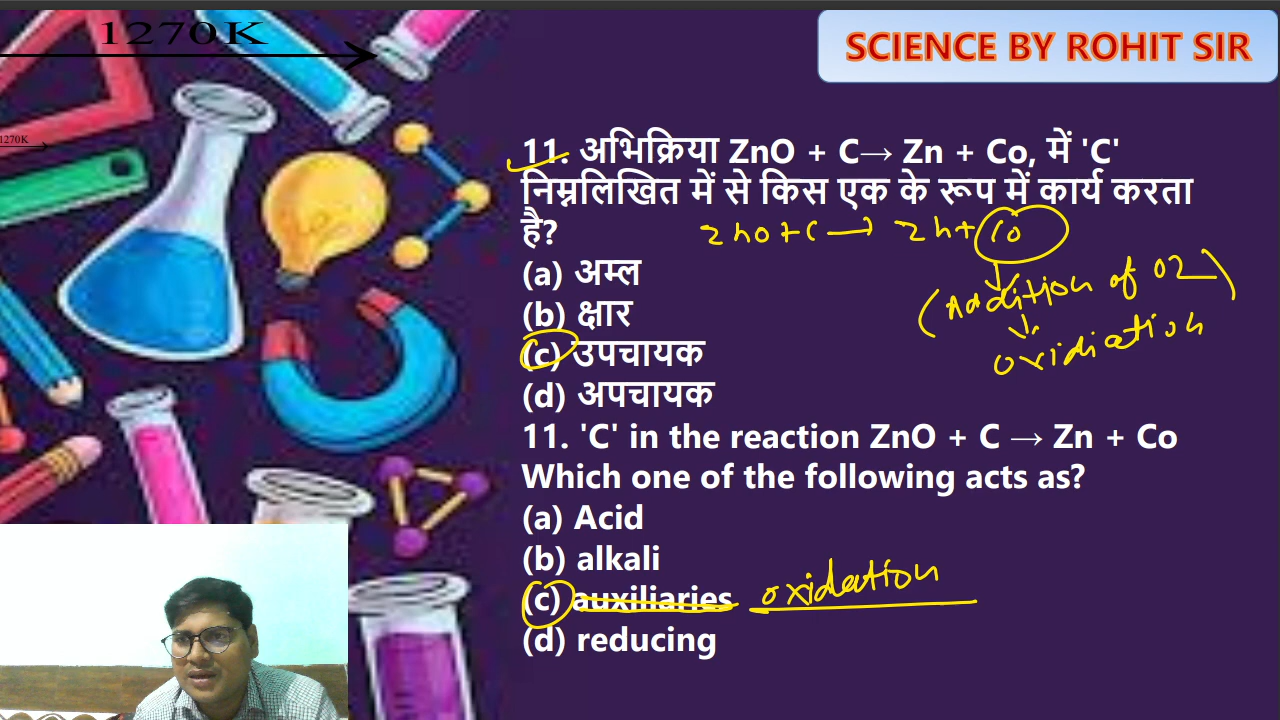 1270K
SCIENCE BY ROHIT SIR
1270K
11. अभिक्रिया ZnO + C→ Zn + Co, में 'C'
निम्नलिखित में से किस एक के रूप में कार्य करता
है?
ZnO + C → Zn + CO
(a) अम्ल
(Addition of O2)
(b) क्षार
oxidiation
(c) उपचायक
(d) अपचायक
11. 'C' in the reaction ZnO + C → Zn + Co
Which one of the following acts as?
(a) Acid
(b) alkali
(c) auxiliaries oxidation
(d) reducing